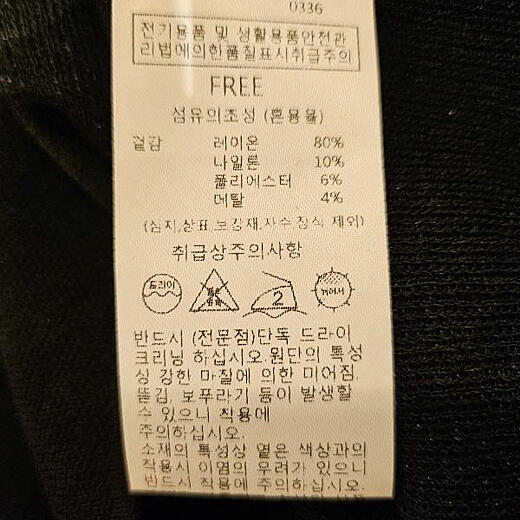 0336
전기용품 및 생활용품안전관
리법에의한품질표시취급주의
FREE
섬유의조성 (혼용율)
겉감 레이온 80%
나일론 10%
폴리에스터 6%
메탈 4%
(심지,상표,보강재,자수,장식 제외)
취급상주의사항
드라이 2 뉘어서
반드시 (전문점)단독 드라이
크리닝 하십시오.원단의 특성
상 강한 마찰에 의한 미어짐,
뜯김, 보푸라기 등이 발생할
수 있으니 착용에
주의하십시오.
소재의 특성상 옅은 색상과의
착용시 이염의 우려가 있으니
반드시 착용에 주의하십시오.